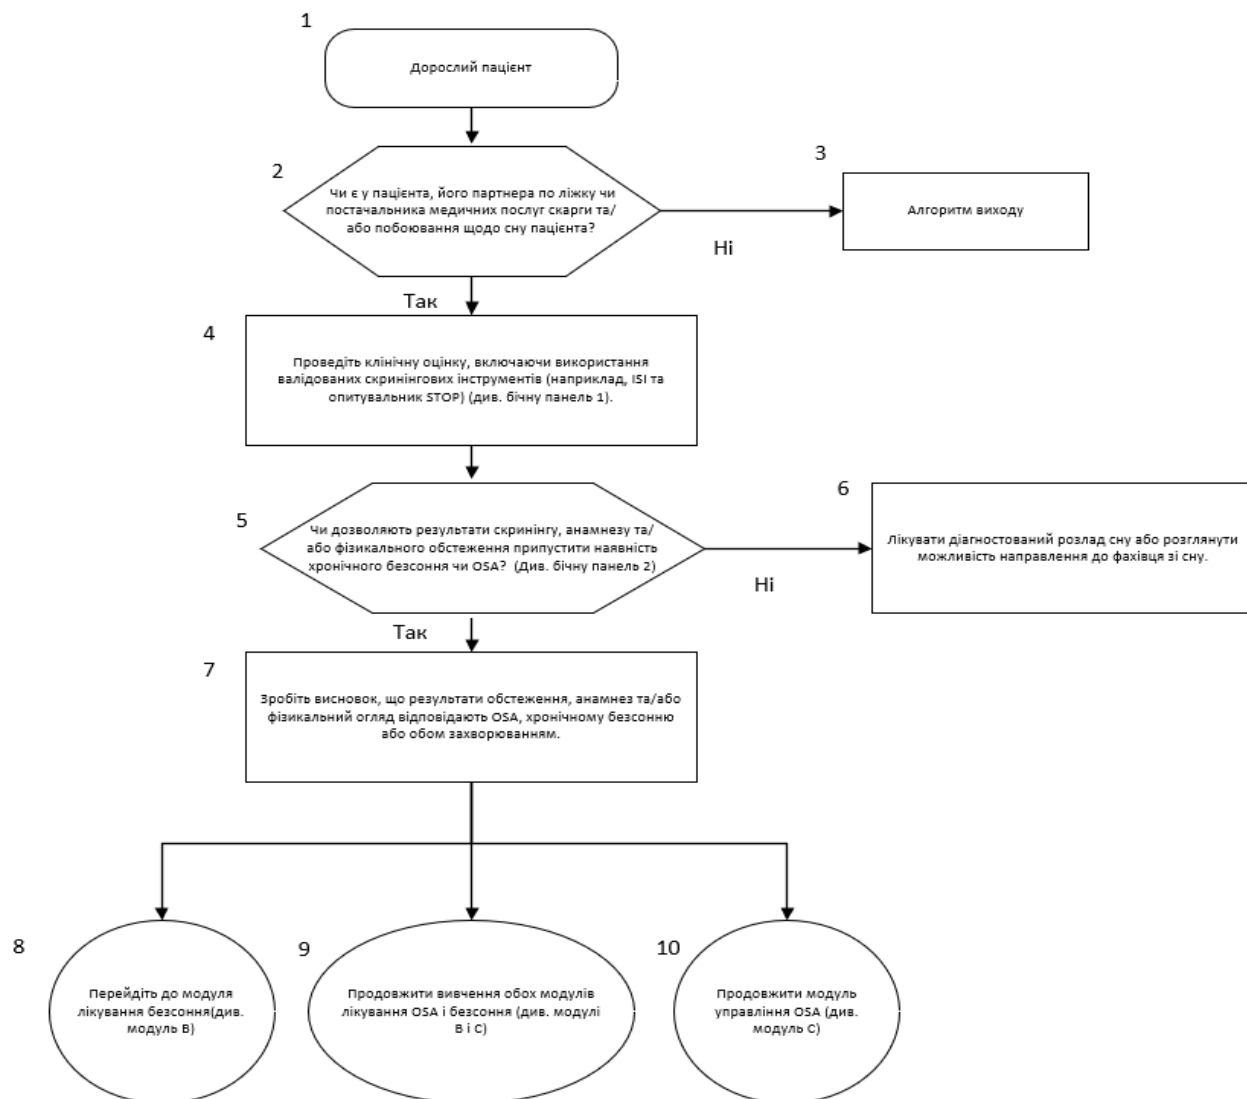 1
Дорослий пацієнт
2
Чи є у пацієнта, його партнера по ліжку чи
постачальника медичних послуг скарги та/
або побоювання щодо сну пацієнта?
3
Алгоритм виходу
Ні
Так
4
Проведіть клінічну оцінку, включаючи використання
валідованих скринінгових інструментів (наприклад, ISI та
опитувальник STOP) (див. бічну панель 1).
5
Чи дозволяють результати скринінгу, анамнезу та/
або фізикального обстеження припустити наявність
хронічного безсоння чи OSA? (Див. бічну панель 2)
6
Лікувати діагностований розлад сну або розглянути
можливість направлення до фахівця зі сну.
Ні
Так
7
Зробіть висновок, що результати обстеження, анамнез та/або
фізикальний огляд відповідають OSA, хронічному безсонню
або обом захворюванням.
8
Перейдіть до модуля
лікування безсоння(див.
модуль B)
9
Продовжити вивчення обох модулів
лікування OSA і безсоння (див. модулі
B і C)
10
Продовжити модуль
управління OSA (див.
модуль C)